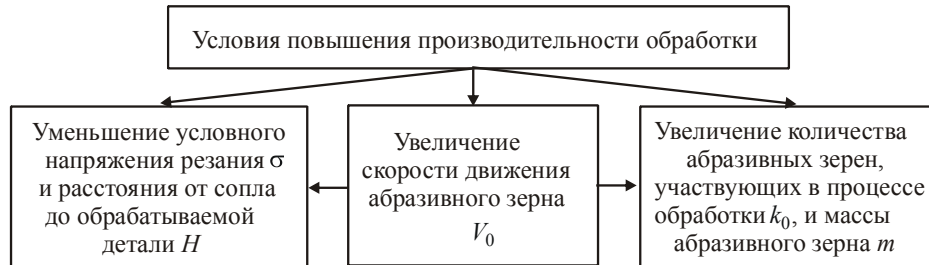 Условия повышения производительности обработки
Уменьшение условного
напряжения резания σ
и расстояния от сопла
до обрабатываемой
детали H
Увеличение
скорости движения
абразивного зерна
V₀
Увеличение количества
абразивных зерен,
участвующих в процессе
обработки k₀, и массы
абразивного зерна m